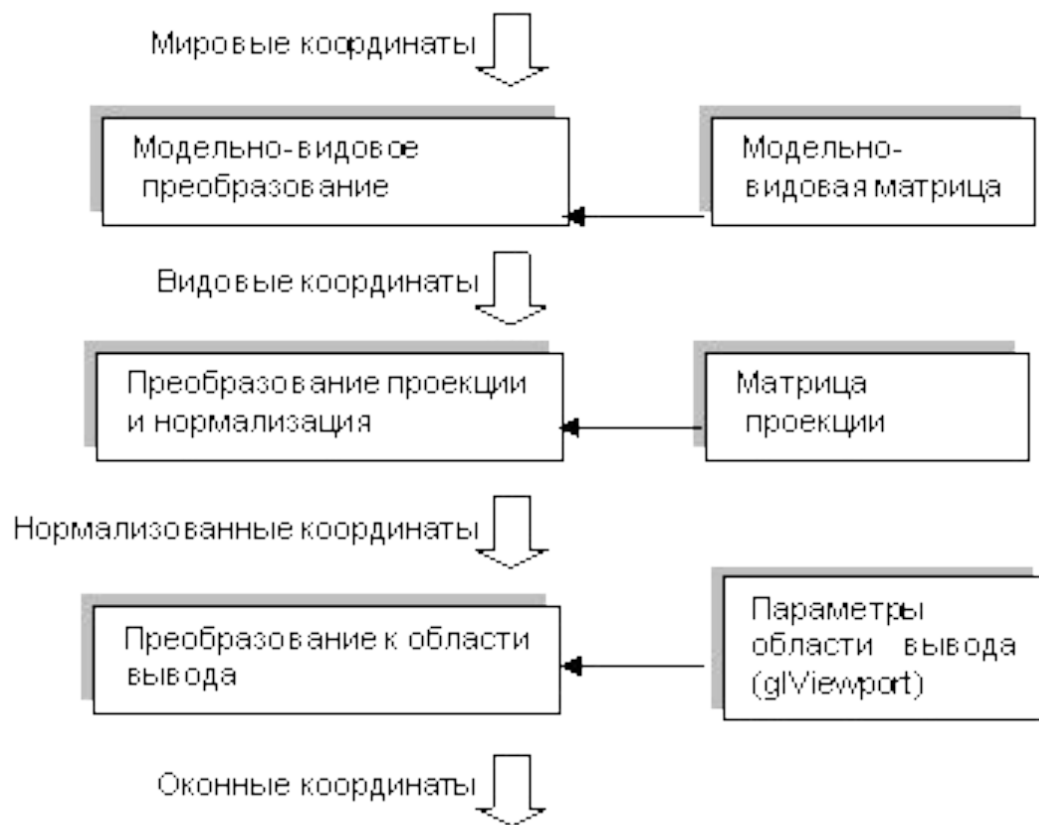 Мировые координаты
Модельно-видовое
преобразование
Модельно-
видовая матрица
Видовые координаты
Преобразование проекции
и нормализация
Матрица
проекции
Нормализованные координаты
Преобразование к области
вывода
Параметры
области вывода
(glViewport)
Оконные координаты